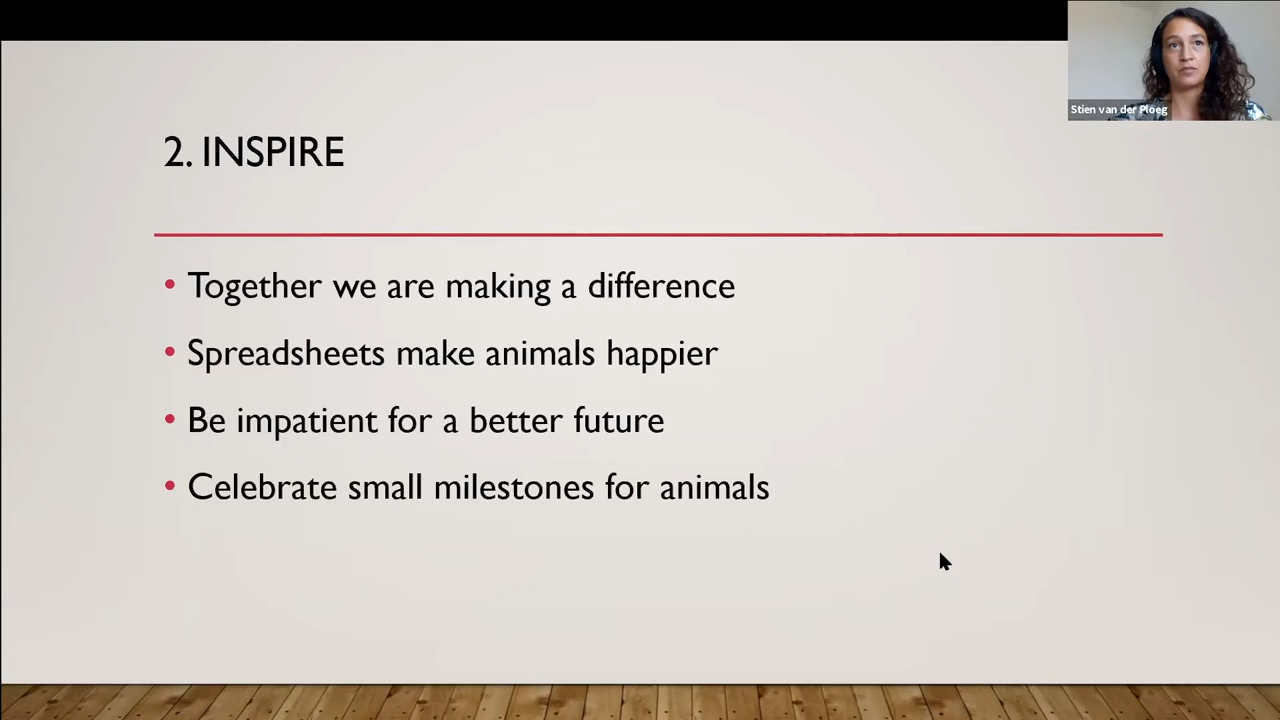 Stien van der Ploeg
2. INSPIRE
• Together we are making a difference
• Spreadsheets make animals happier
• Be impatient for a better future
• Celebrate small milestones for animals